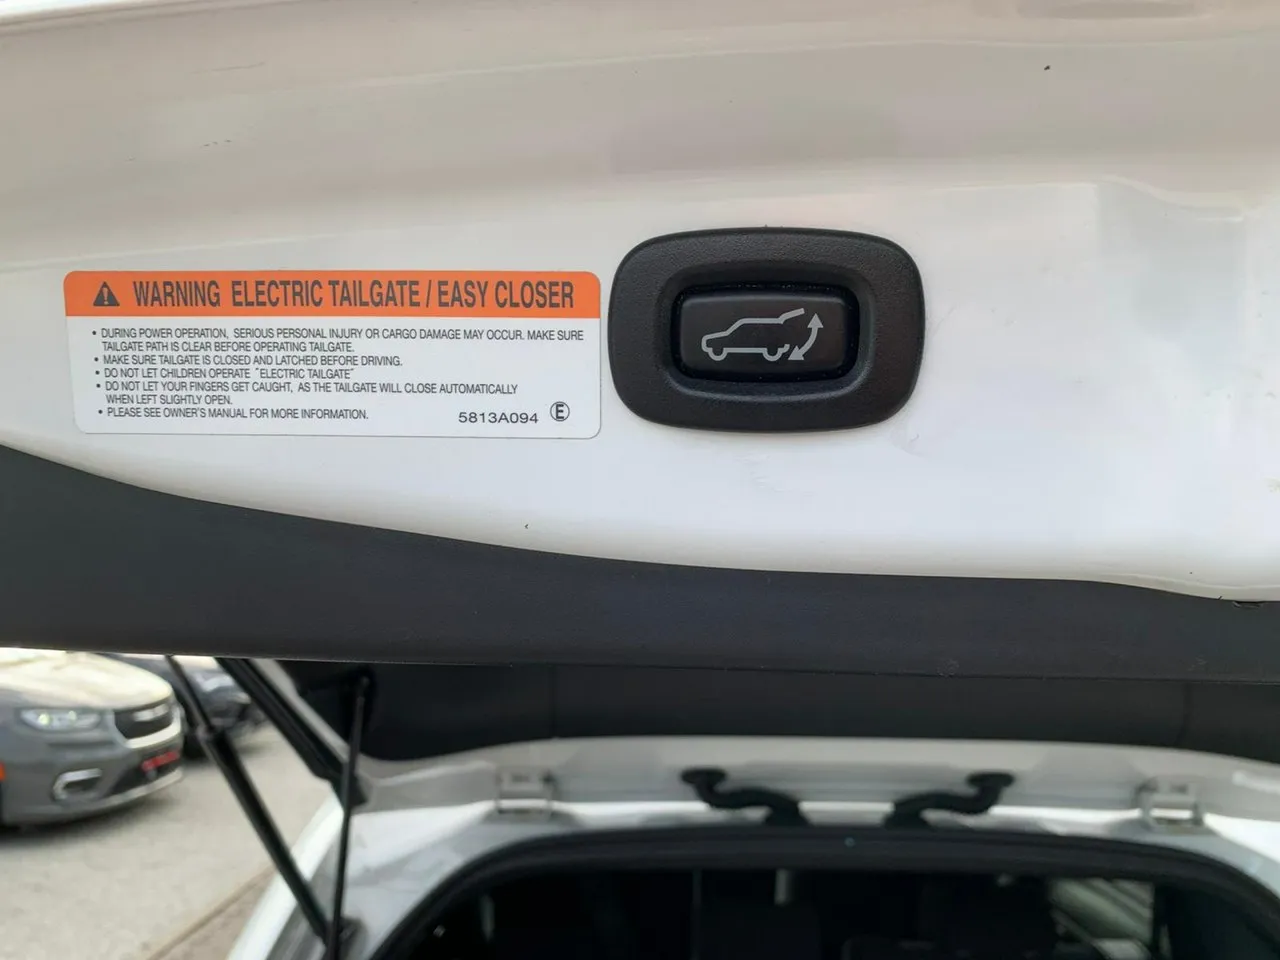 WARNING ELECTRIC TAILGATE / EASY CLOSER
• DURING POWER OPERATION, SERIOUS PERSONAL INJURY OR CARGO DAMAGE MAY OCCUR. MAKE SURE
TAILGATE PATH IS CLEAR BEFORE OPERATING TAILGATE.
• MAKE SURE TAILGATE IS CLOSED AND LATCHED BEFORE DRIVING.
• DO NOT LET CHILDREN OPERATE "ELECTRIC TAILGATE"
• DO NOT LET YOUR FINGERS GET CAUGHT, AS THE TAILGATE WILL CLOSE AUTOMATICALLY
WHEN LEFT SLIGHTLY OPEN.
• PLEASE SEE OWNER'S MANUAL FOR MORE INFORMATION.
5813A094 Ⓔ